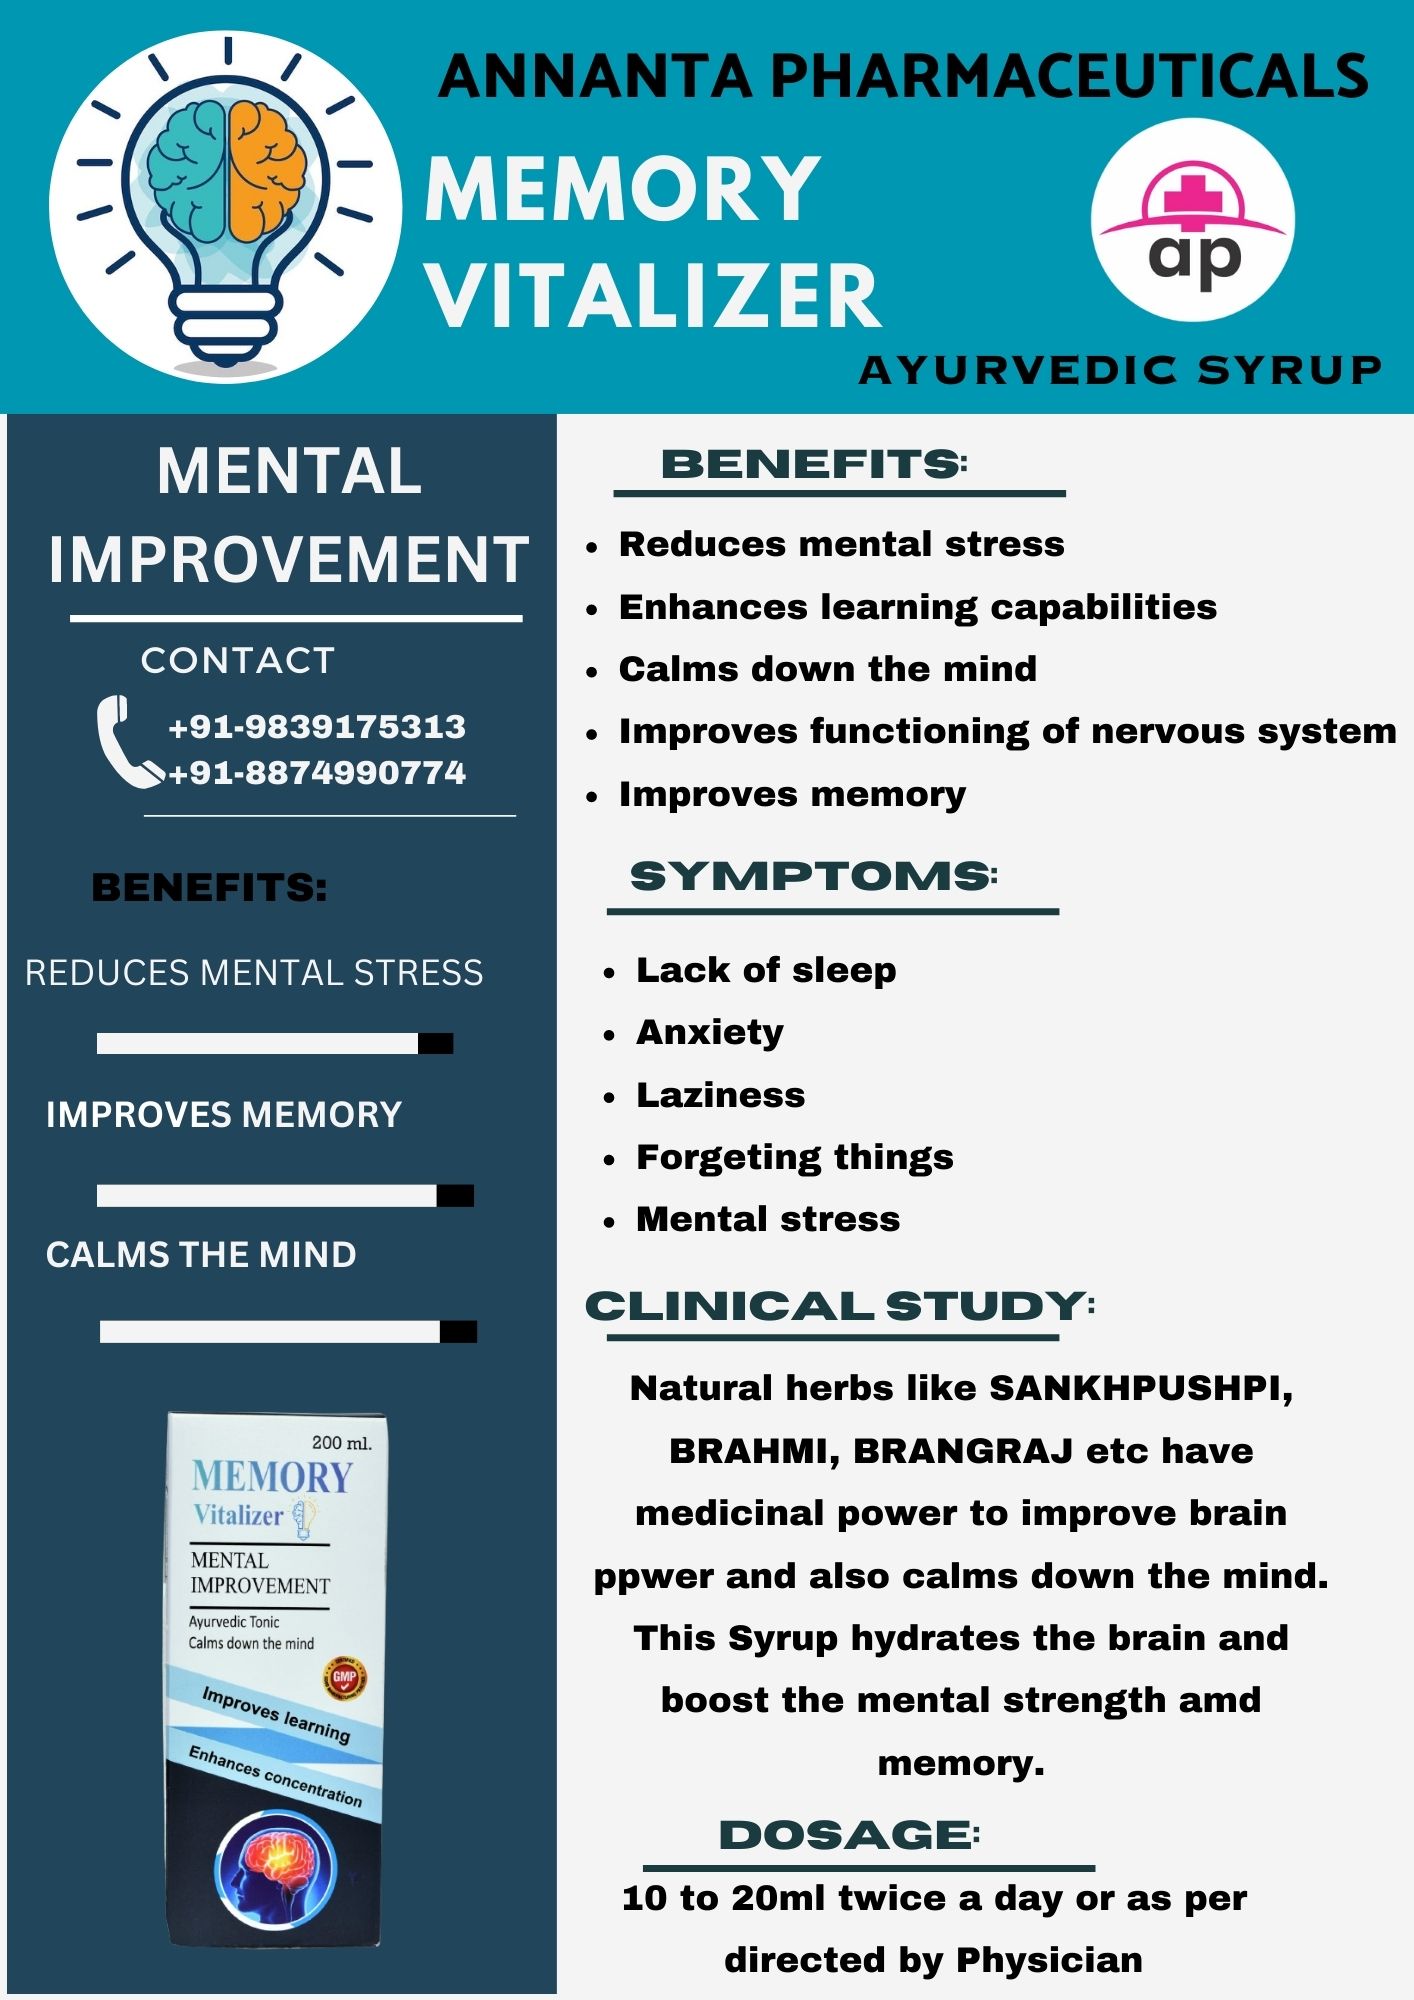 ANNANTA PHARMACEUTICALS
MEMORY
VITALIZER
ap
AYURVEDIC SYRUP
MENTAL
IMPROVEMENT
CONTACT
+91-9839175313
+91-8874990774
BENEFITS:
REDUCES MENTAL STRESS
IMPROVES MEMORY
CALMS THE MIND
200 ml.
MEMORY
Vitalizer
MENTAL
IMPROVEMENT
Ayurvedic Tonic
Calms down the mind
GMP
Improves learning
Enhances concentration
BENEFITS:
• Reduces mental stress
• Enhances learning capabilities
• Calms down the mind
• Improves functioning of nervous system
• Improves memory
SYMPTOMS:
• Lack of sleep
• Anxiety
• Laziness
• Forgeting things
• Mental stress
CLINICAL STUDY:
Natural herbs like SANKHPUSHPI,
BRAHMI, BRANGRAJ etc have
medicinal power to improve brain
ppwer and also calms down the mind.
This Syrup hydrates the brain and
boost the mental strength amd
memory.
DOSAGE:
10 to 20ml twice a day or as per
directed by Physician